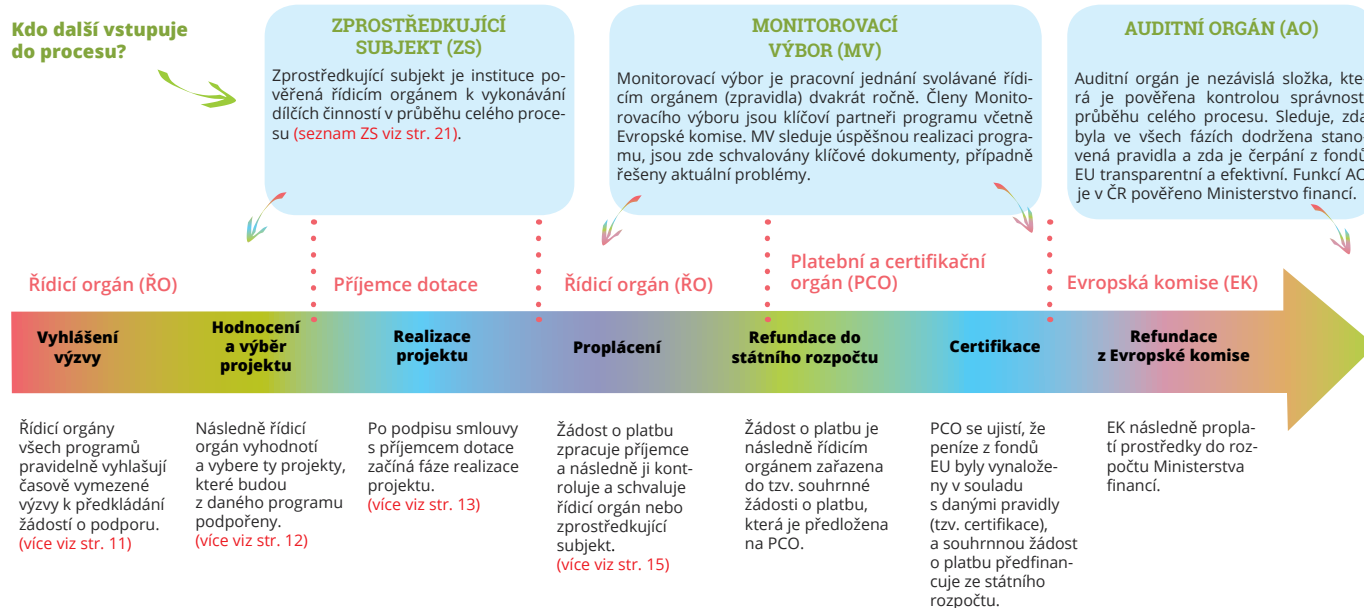 Kdo další vstupuje
do procesu?
ZPROSTŘEDKUJÍCÍ
SUBJEKT (ZS)
Zprostředkující subjekt je instituce po-
věřená řídicím orgánem k vykonávání
dílčích činností v průběhu celého proce-
su (seznam ZS viz str. 21).
MONITOROVACÍ
VÝBOR (MV)
Monitorovací výbor je pracovní jednání svolávané řídi-
cím orgánem (zpravidla) dvakrát ročně. Členy Monito-
rovacího výboru jsou klíčoví partneři programu včetně
Evropské komise. MV sleduje úspěšnou realizaci progra-
mu, jsou zde schvalovány klíčové dokumenty, případně
řešeny aktuální problémy.
AUDITNÍ ORGÁN (AO)
Auditní orgán je nezávislá složka, kte-
rá je pověřena kontrolou správnost
průběhu celého procesu. Sleduje, zda
byla ve všech fázích dodržena stano-
vená pravidla a zda je čerpání z fondů
EU transparentní a efektivní. Funkcí AO
je v ČR pověřeno Ministerstvo financí.
Řídicí orgán (ŘO)
Příjemce dotace
Řídicí orgán (ŘO)
Platební a certifikační
orgán (PCO)
Evropská komise (EK)
Vyhlášení
výzvy
Hodnocení
a výběr
projektu
Realizace
projektu
Proplácení
Refundace do
státního rozpočtu
Certifikace
Refundace
z Evropské komise
Řídicí orgány
všech programů
pravidelně vyhlašují
časově vymezené
výzvy k předkládání
žádostí o podporu.
(více viz str. 11)
Následně řídicí
orgán vyhodnotí
a vybere ty projekty,
které budou
z daného programu
podpořeny.
(více viz str. 12)
Po podpisu smlouvy
s příjemcem dotace
začíná fáze realizace
projektu.
(více viz str. 13)
Žádost o platbu
zpracuje příjemce
a následně ji kont-
roluje a schvaluje
řídicí orgán nebo
zprostředkující
subjekt.
(více viz str. 15)
Žádost o platbu je
následně řídicím
orgánem zařazena
do tzv. souhrnné
žádosti o platbu,
která je předložena
na PCO.
PCO se ujistí, že
peníze z fondů
EU byly vynalože-
ny v souladu
s danými pravidly
(tzv. certifikace),
a souhrnnou žádost
o platbu předfinan-
cuje ze státního
rozpočtu.
EK následně propla-
tí prostředky do roz-
počtu Ministerstva
financí.